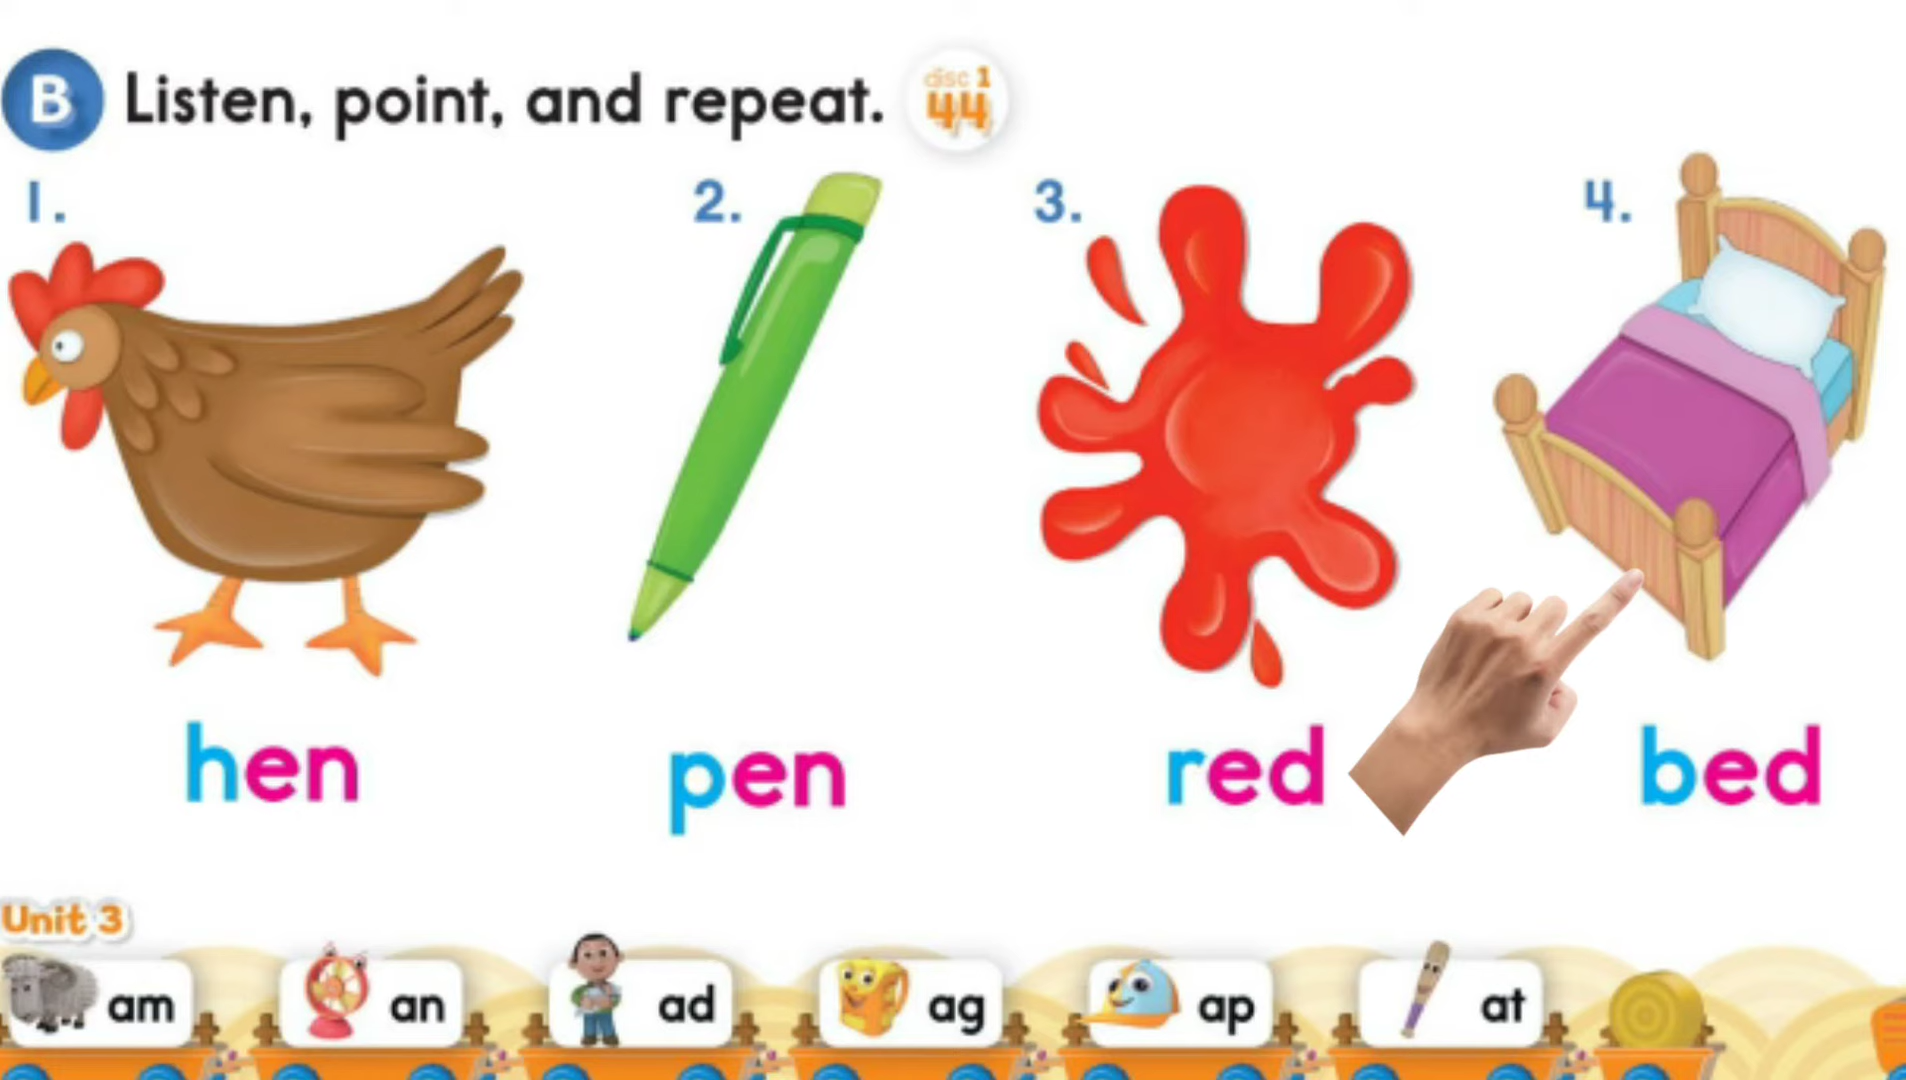 B Listen, point, and repeat. disc 1 44
1. 2. 3. 4.
hen pen red bed
Unit 3
am an ad ag ap at